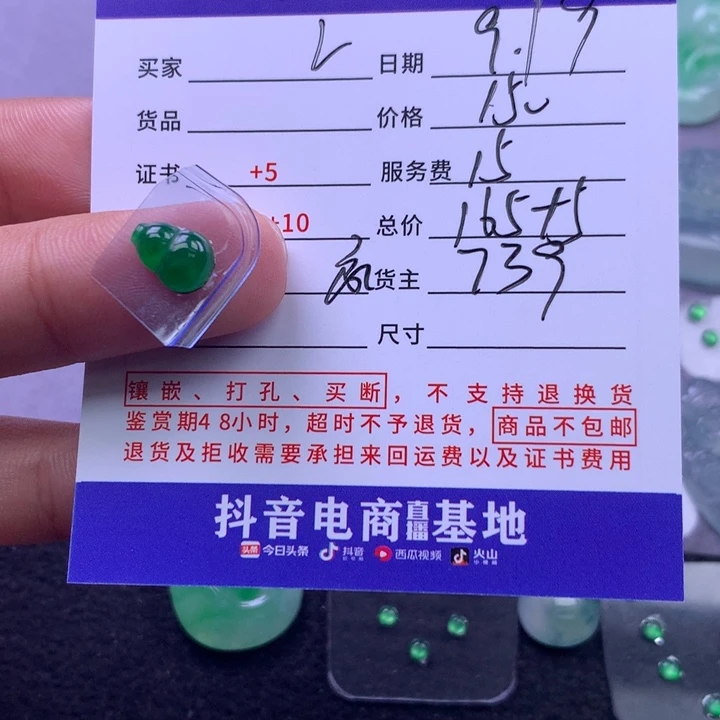 买家 日期 9.19
货品 价格 150
证书 +5 服务费 15
+10 总价 165+5
货主 739
尺寸
镶嵌、打孔、买断，不支持退换货
鉴赏期48小时，超时不予退货，商品不包邮
退货及拒收需要承担来回运费以及证书费用
抖音电商直播基地
头条 今日头条 抖音 西瓜视频 火山